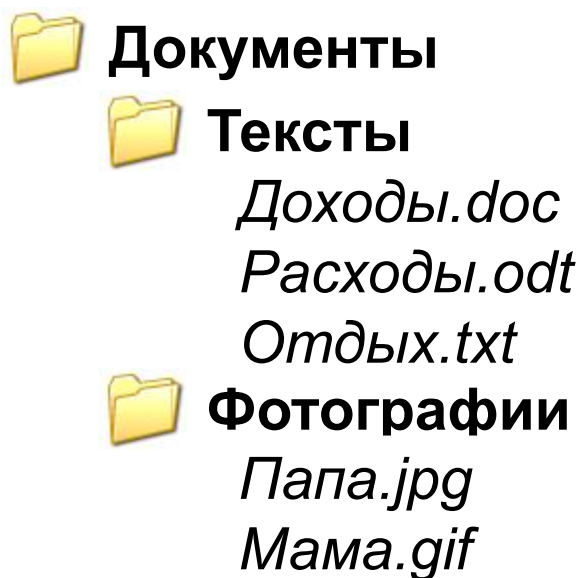 Документы
Тексты
Доходы.doc
Расходы.odt
Отдых.txt
Фотографии
Папа.jpg
Мама.gif